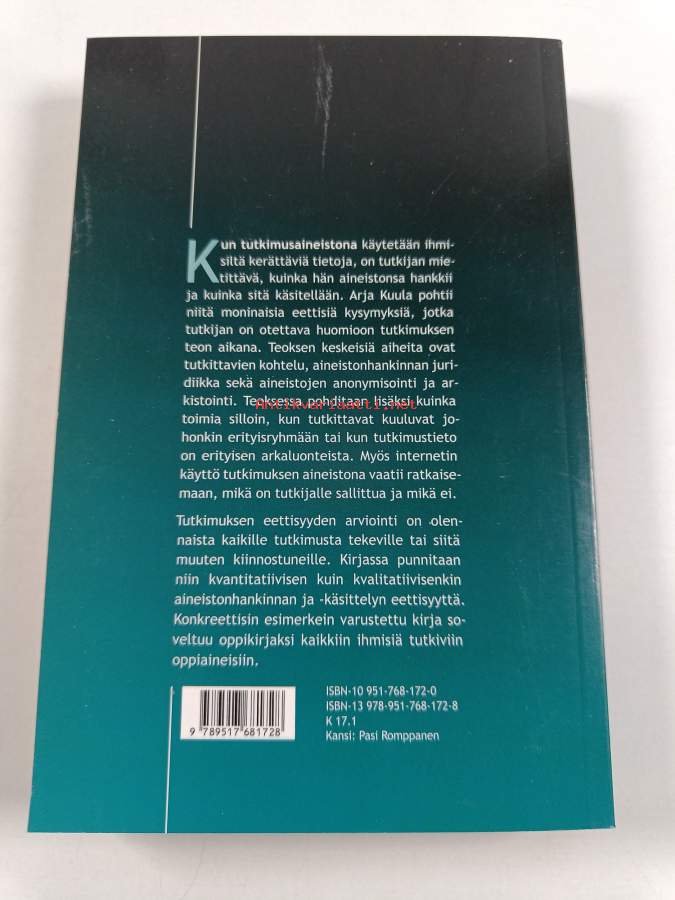 Kun tutkimusaineistona käytetään ihmi-
siltä kerättäviä tietoja, on tutkijan mie-
tittävä, kuinka hän aineistonsa hankkii
ja kuinka sitä käsitellään. Arja Kuula pohtii
niitä moninaisia eettisiä kysymyksiä, jotka
tutkijan on otettava huomioon tutkimuksen
teon aikana. Teoksen keskeisiä aiheita ovat
tutkittavien kohtelu, aineistonhankinnan juri-
diikka sekä aineistojen anonymisointi ja ar-
kistointi. Teoksessa pohditaan lisäksi kuinka
Antikvariaatti.net
toimia silloin, kun tutkittavat kuuluvat jo-
honkin erityisryhmään tai kun tutkimustieto
on erityisen arkaluonteista. Myös internetin
käyttö tutkimuksen aineistona vaatii ratkaise-
maan, mikä on tutkijalle sallittua ja mikä ei.
Tutkimuksen eettisyyden arviointi on olen-
naista kaikille tutkimusta tekeville tai siitä
muuten kiinnostuneille. Kirjassa punnitaan
niin kvantitatiivisen kuin kvalitatiivisenkin
aineistonhankinnan ja -käsittelyn eettisyyttä.
Konkreettisin esimerkein varustettu kirja so-
veltuu oppikirjaksi kaikkiin ihmisiä tutkiviin
oppiaineisiin.
ISBN-10 951-768-172-0
ISBN-13 978-951-768-172-8
K 17.1
Kansi: Pasi Romppanen
9 789517 681728